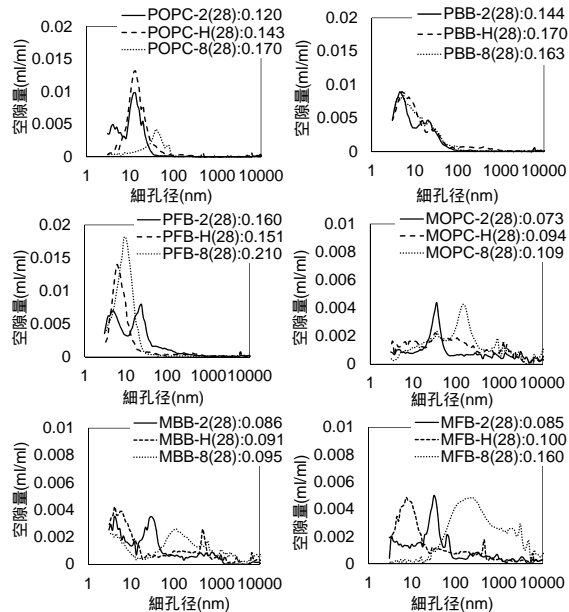 POPC-2(28):0.120
POPC-H(28):0.143
POPC-8(28):0.170
0.02
0.015
0.01
0.005
0
1 10 100 1000 10000
空隙量(ml/ml)
細孔径(nm)
PBB-2(28):0.144
PBB-H(28):0.170
PBB-8(28):0.163
0.02
0.015
0.01
0.005
0
1 10 100 1000 10000
空隙量(ml/ml)
細孔径(nm)
PFB-2(28):0.160
PFB-H(28):0.151
PFB-8(28):0.210
0.02
0.015
0.01
0.005
0
1 10 100 1000 10000
空隙量(ml/ml)
細孔径(nm)
MOPC-2(28):0.073
MOPC-H(28):0.094
MOPC-8(28):0.109
0.01
0.008
0.006
0.004
0.002
0
1 10 100 1000 10000
空隙量(ml/ml)
細孔径(nm)
MBB-2(28):0.086
MBB-H(28):0.091
MBB-8(28):0.095
0.01
0.008
0.006
0.004
0.002
0
1 10 100 1000 10000
空隙量(ml/ml)
細孔径(nm)
MFB-2(28):0.085
MFB-H(28):0.100
MFB-8(28):0.160
0.01
0.008
0.006
0.004
0.002
0
1 10 100 1000 10000
空隙量(ml/ml)
細孔径(nm)